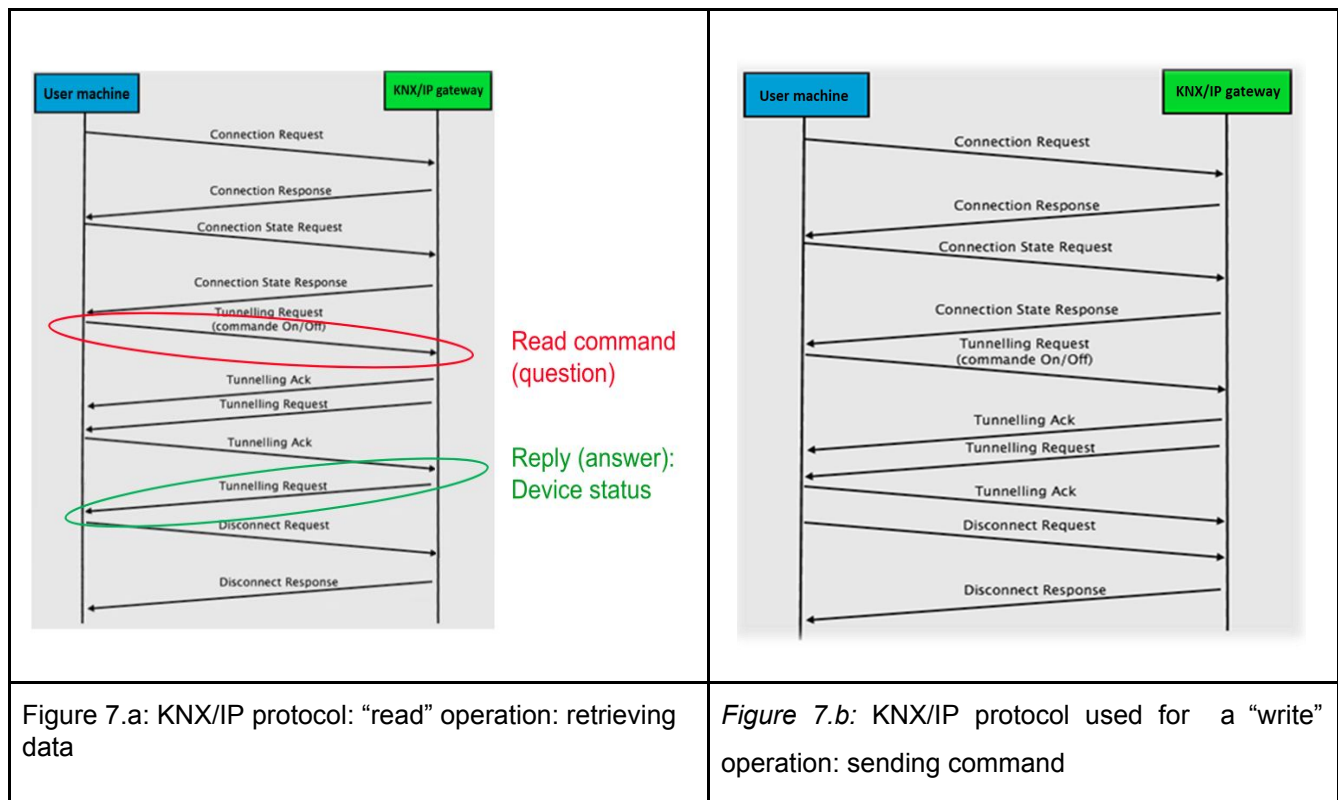 User machine
KNX/IP gateway
Connection Request
Connection Response
Connection State Request
Connection State Response
Tunnelling Request
(commande On/Off)
Tunnelling Ack
Tunnelling Request
Tunnelling Ack
Tunnelling Request
Disconnect Request
Disconnect Response
Read command
(question)
Reply (answer):
Device status
User machine
KNX/IP gateway
Connection Request
Connection Response
Connection State Request
Connection State Response
Tunnelling Request
(commande On/Off)
Tunnelling Ack
Tunnelling Request
Tunnelling Ack
Disconnect Request
Disconnect Response
Figure 7.a: KNX/IP protocol: “read” operation: retrieving
data
Figure 7.b: KNX/IP protocol used for a “write”
operation: sending command